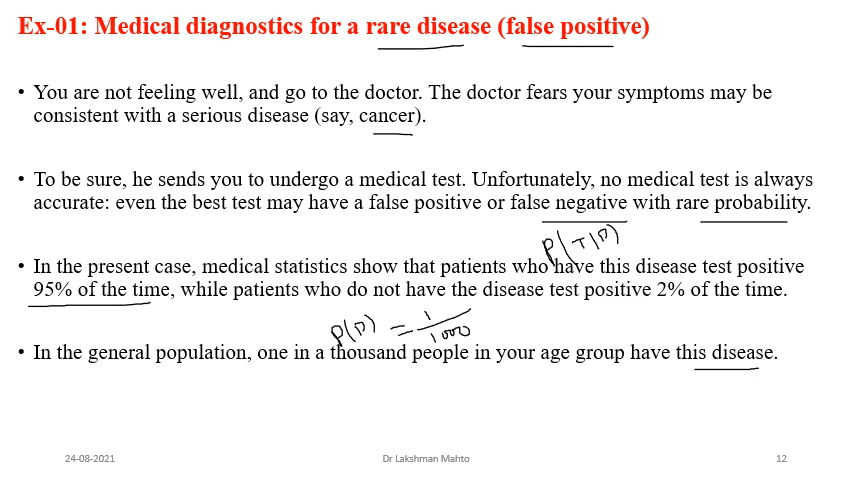 Ex-01: Medical diagnostics for a rare disease (false positive)
• You are not feeling well, and go to the doctor. The doctor fears your symptoms may be
consistent with a serious disease (say, cancer).
• To be sure, he sends you to undergo a medical test. Unfortunately, no medical test is always
accurate: even the best test may have a false positive or false negative with rare probability.
P(T|D)
• In the present case, medical statistics show that patients who have this disease test positive
95% of the time, while patients who do not have the disease test positive 2% of the time.
P(D) = 1/1000
• In the general population, one in a thousand people in your age group have this disease.
24-08-2021 Dr Lakshman Mahto 12